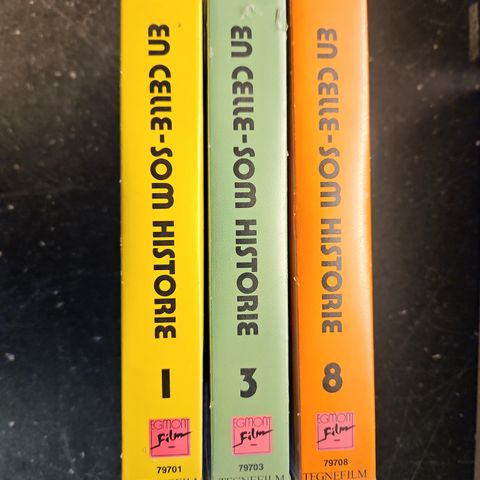 EN CELLE-SOM HISTORIE
1
EGMONT
Film
79701
EN CELLE-SOM HISTORIE
3
EGMONT
Film
79703
TEGNEFILM
EN CELLE-SOM HISTORIE
8
EGMONT
Film
79708
TEGNEFILM